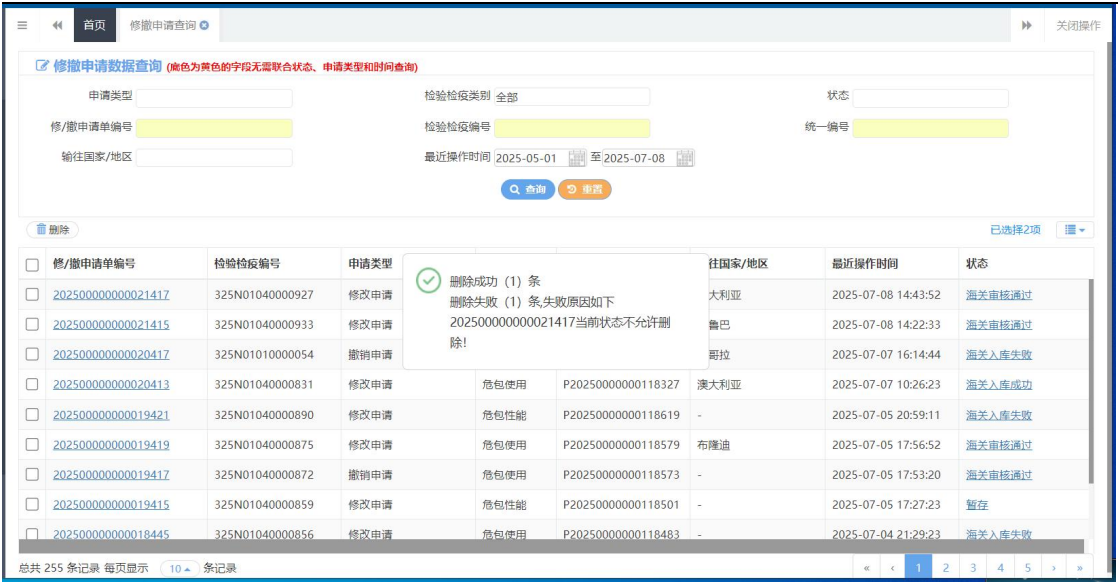 首页 修撤申请查询 关闭操作
修撤申请数据查询 (底色为黄色的字段无需联合状态、申请类型和时间查询)
申请类型 检验检疫类别 全部 状态
修/撤申请单编号 检验检疫编号 统一编号
输往国家/地区 最近操作时间 2025-05-01 至 2025-07-08
查询 重置
删除 已选择2项
修/撤申请单编号 检验检疫编号 申请类型 往国家/地区 最近操作时间 状态
202500000000021417 325N01040000927 修改申请 大利亚 2025-07-08 14:43:52 海关审核通过
202500000000021415 325N01040000933 修改申请 鲁巴 2025-07-08 14:22:33 海关审核通过
202500000000020417 325N01010000054 撤销申请 哥拉 2025-07-07 16:14:44 海关入库失败
删除成功（1）条
删除失败（1）条,失败原因如下
202500000000021417当前状态不允许删
除!
202500000000020413 325N01040000831 修改申请 危包使用 P20250000000118327 澳大利亚 2025-07-07 10:26:23 海关入库成功
202500000000019421 325N01040000890 修改申请 危包性能 P20250000000118619 - 2025-07-05 20:59:11 海关入库失败
202500000000019419 325N01040000875 修改申请 危包使用 P20250000000118579 布隆迪 2025-07-05 17:56:52 海关审核通过
202500000000019417 325N01040000872 撤销申请 危包使用 P20250000000118573 - 2025-07-05 17:53:20 海关审核通过
202500000000019415 325N01040000859 修改申请 危包性能 P20250000000118501 - 2025-07-05 17:27:23 暂存
202500000000018445 325N01040000856 修改申请 危包使用 P20250000000118483 - 2025-07-04 21:29:23 海关入库失败
总共 255 条记录 每页显示 10 条记录 « ‹ 1 2 3 4 5 › »